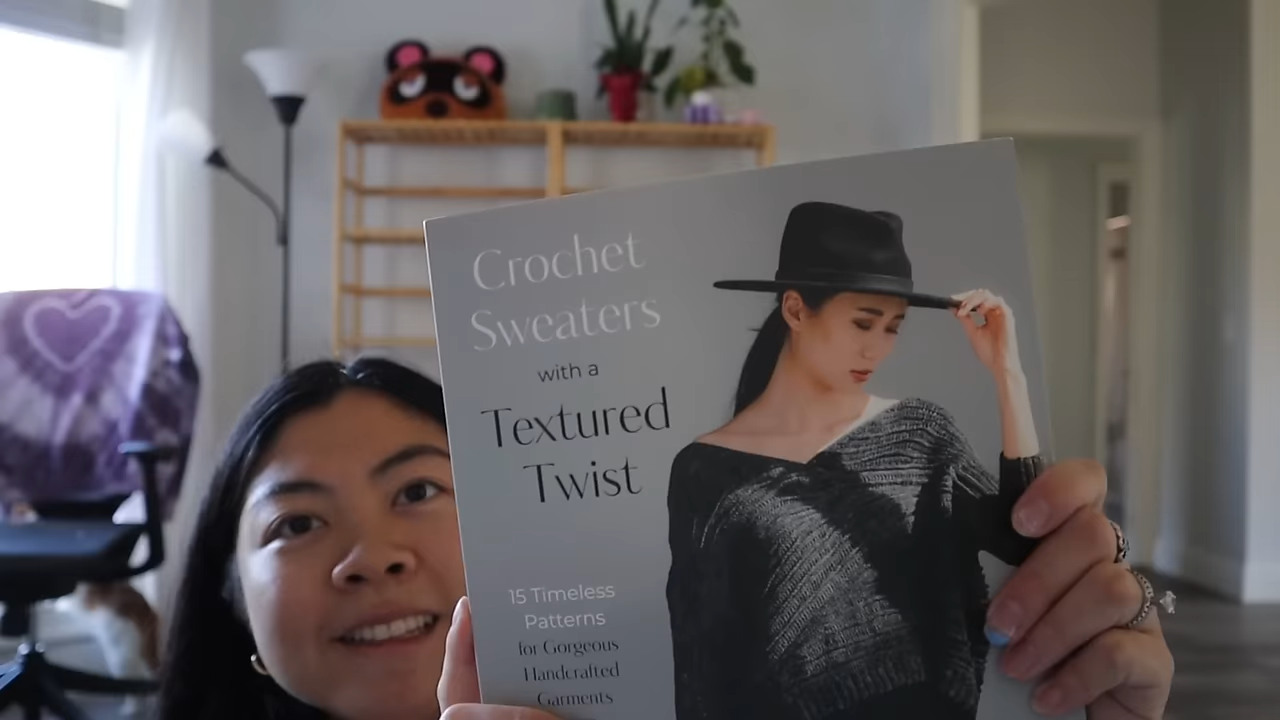 Crochet
Sweaters
with a
Textured
Twist
15 Timeless
Patterns
for Gorgeous
Handcrafted
Garments